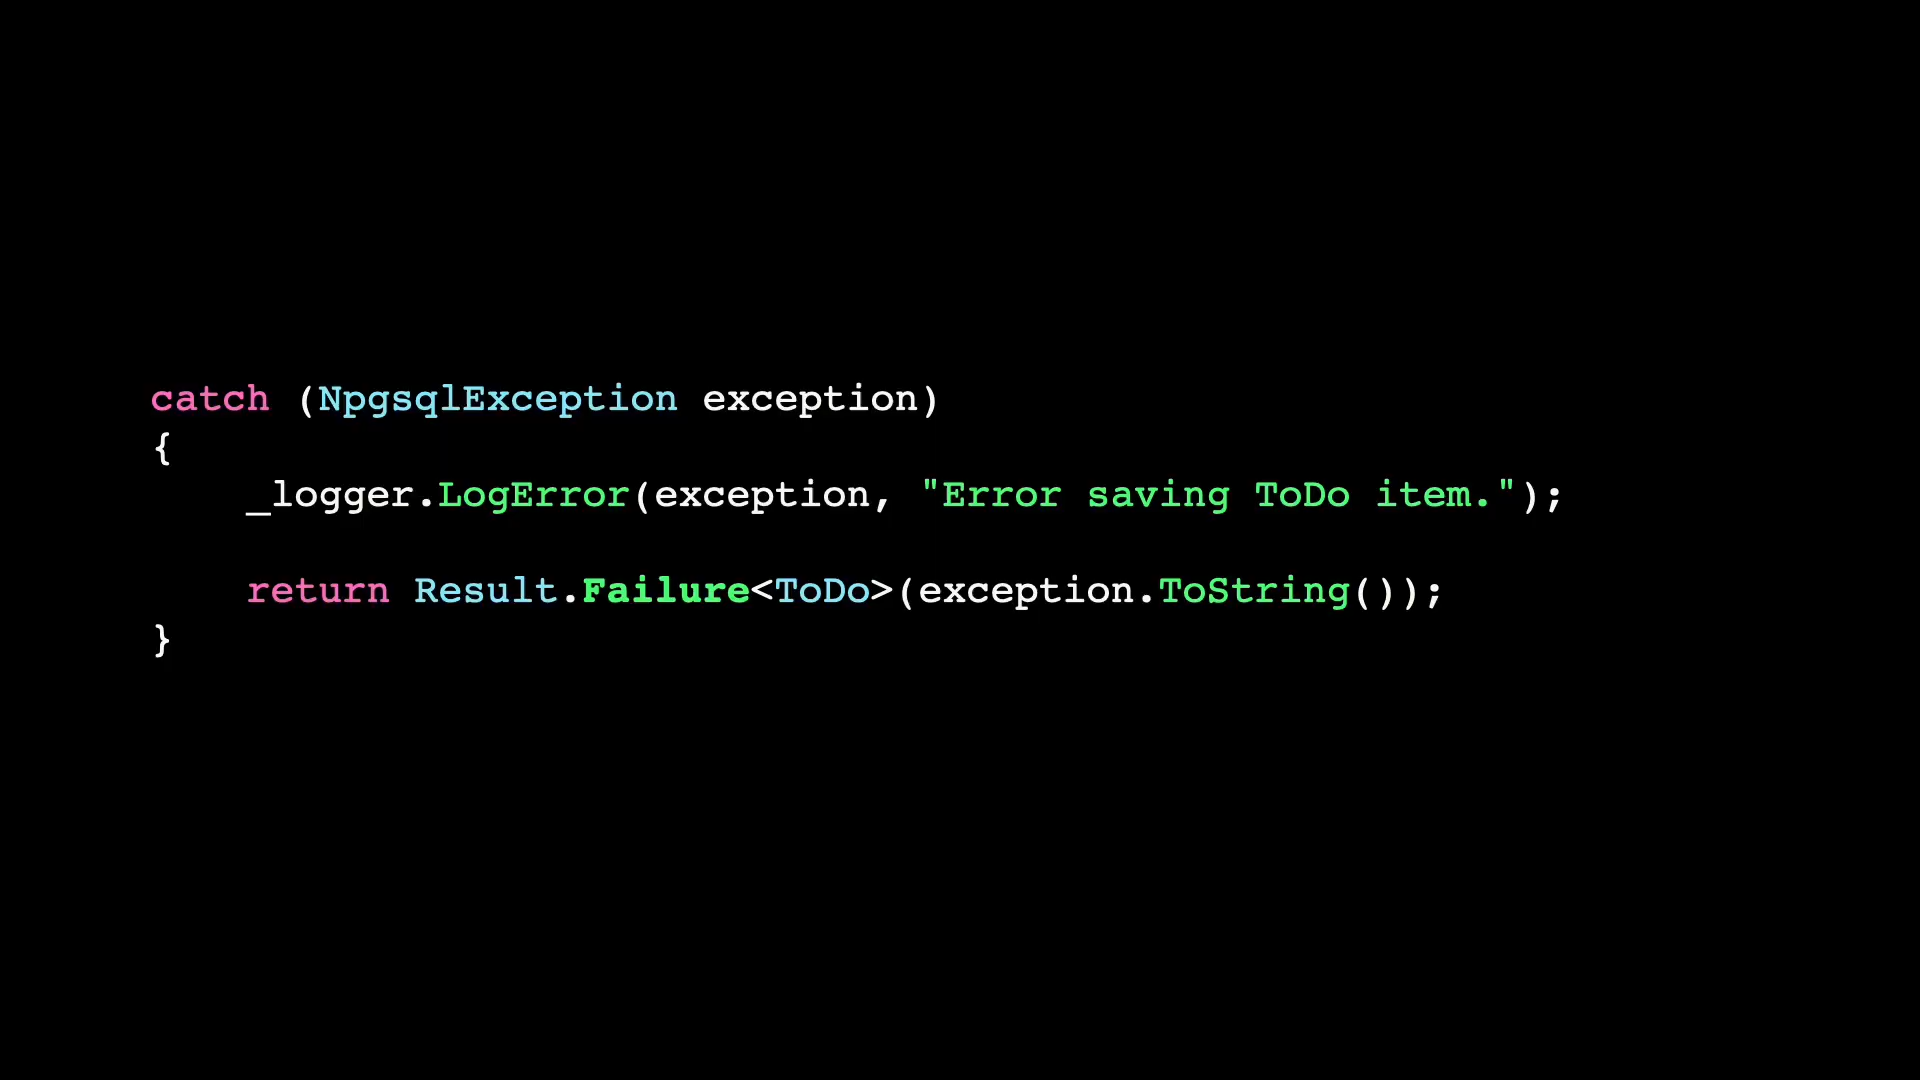 catch (NpgsqlException exception)
{
    _logger.LogError(exception, "Error saving ToDo item.");

    return Result.Failure<ToDo>(exception.ToString());
}